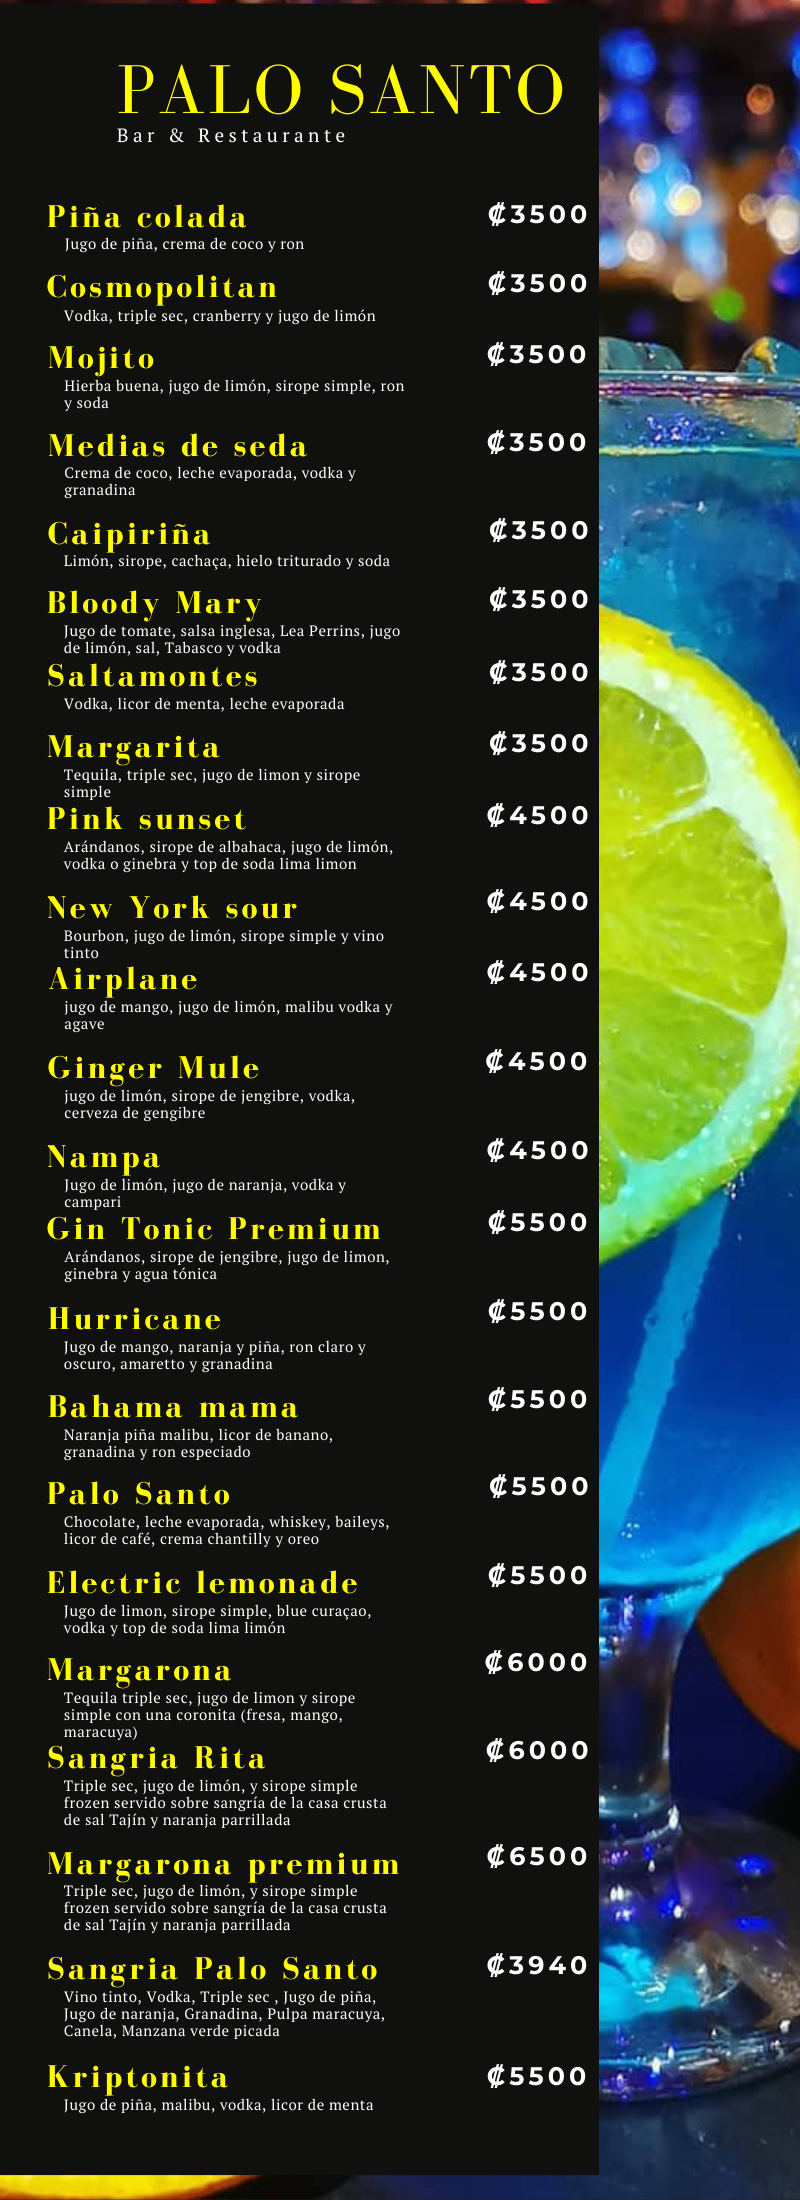 PALO SANTO
Bar & Restaurante
Piña colada ₡3500
Jugo de piña, crema de coco y ron
Cosmopolitan ₡3500
Vodka, triple sec, cranberry y jugo de limón
Mojito ₡3500
Hierba buena, jugo de limón, sirope simple, ron
y soda
Medias de seda ₡3500
Crema de coco, leche evaporada, vodka y
granadina
Caipiriña ₡3500
Limón, sirope, cachaça, hielo triturado y soda
Bloody Mary ₡3500
Jugo de tomate, salsa inglesa, Lea Perrins, jugo
de limón, sal, Tabasco y vodka
Saltamontes ₡3500
Vodka, licor de menta, leche evaporada
Margarita ₡3500
Tequila, triple sec, jugo de limon y sirope
simple
Pink sunset ₡4500
Arándanos, sirope de albahaca, jugo de limón,
vodka o ginebra y top de soda lima limon
New York sour ₡4500
Bourbon, jugo de limón, sirope simple y vino
tinto
Airplane ₡4500
jugo de mango, jugo de limón, malibu vodka y
agave
Ginger Mule ₡4500
jugo de limón, sirope de jengibre, vodka,
cerveza de gengibre
Nampa ₡4500
Jugo de limón, jugo de naranja, vodka y
campari
Gin Tonic Premium ₡5500
Arándanos, sirope de jengibre, jugo de limon,
ginebra y agua tónica
Hurricane ₡5500
Jugo de mango, naranja y piña, ron claro y
oscuro, amaretto y granadina
Bahama mama ₡5500
Naranja piña malibu, licor de banano,
granadina y ron especiado
Palo Santo ₡5500
Chocolate, leche evaporada, whiskey, baileys,
licor de café, crema chantilly y oreo
Electric lemonade ₡5500
Jugo de limon, sirope simple, blue curaçao,
vodka y top de soda lima limón
Margarona ₡6000
Tequila triple sec, jugo de limon y sirope
simple con una coronita (fresa, mango,
maracuya)
Sangria Rita ₡6000
Triple sec, jugo de limón, y sirope simple
frozen servido sobre sangría de la casa crusta
de sal Tajín y naranja parrillada
Margarona premium ₡6500
Triple sec, jugo de limón, y sirope simple
frozen servido sobre sangría de la casa crusta
de sal Tajín y naranja parrillada
Sangria Palo Santo ₡3940
Vino tinto, Vodka, Triple sec , Jugo de piña,
Jugo de naranja, Granadina, Pulpa maracuya,
Canela, Manzana verde picada
Kriptonita ₡5500
Jugo de piña, malibu, vodka, licor de menta